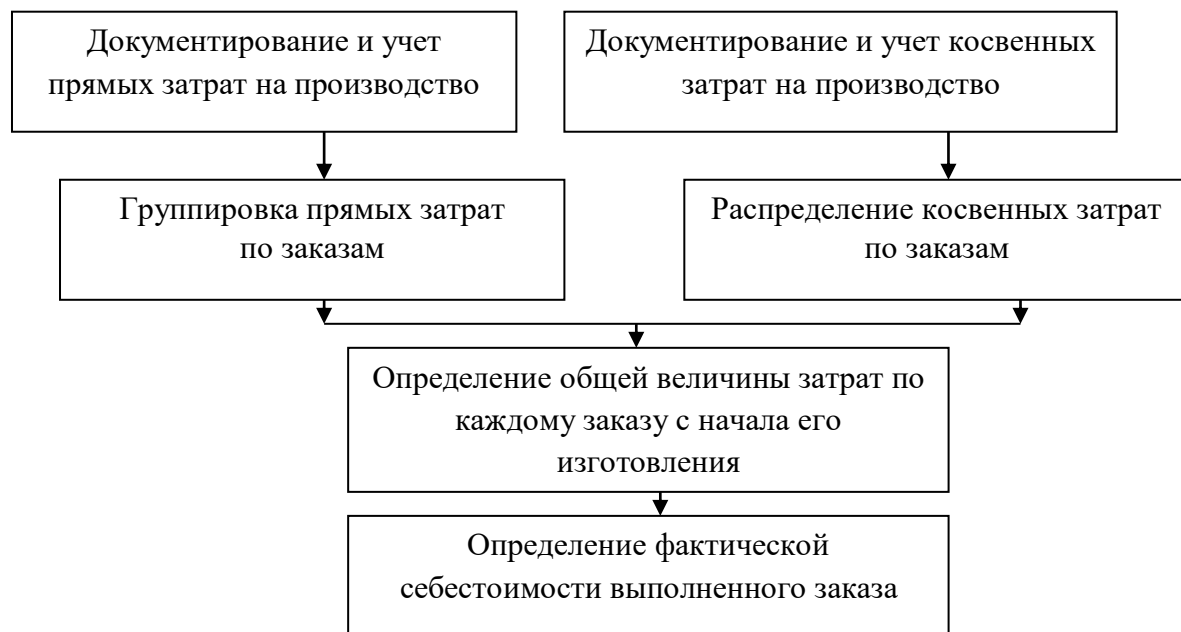 Документирование и учет
прямых затрат на производство
Документирование и учет косвенных
затрат на производство
Группировка прямых затрат
по заказам
Распределение косвенных затрат
по заказам
Определение общей величины затрат по
каждому заказу с начала его
изготовления
Определение фактической
себестоимости выполненного заказа